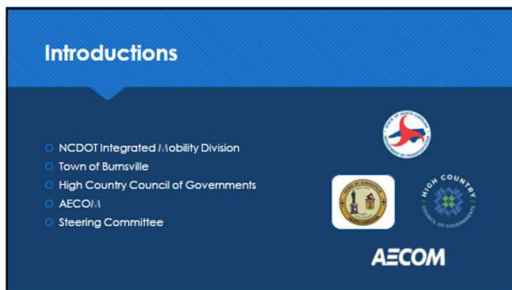 Introductions
NCDOT Integrated Mobility Division
Town of Burnsville
High Country Council of Governments
AECOM
Steering Committee
HIGH COUNTRY
COUNCIL OF GOVERNMENTS
AECOM